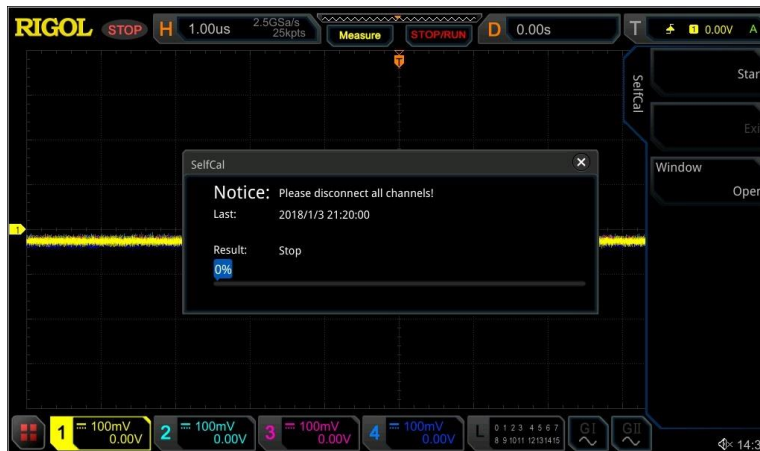 RIGOL STOP H 1.00us 2.5GSa/s 25kpts Measure STOP/RUN D 0.00s T 1 0.00V A
T
SelfCal
Star
Exi
Window
Oper
SelfCal
Notice: Please disconnect all channels!
Last: 2018/1/3 21:20:00
Result: Stop
0%
1
1 100mV 0.00V
2 100mV 0.00V
3 100mV 0.00V
4 100mV 0.00V
L 0 1 2 3 4 5 6 7
8 9 10 11 12 13 14 15
GI
GII
14:3